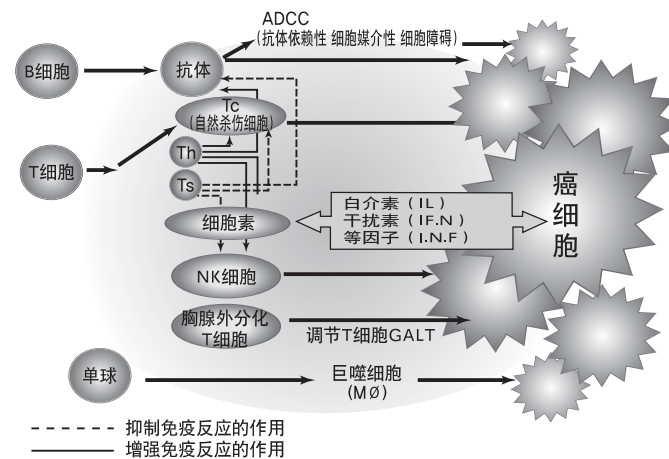 ADCC
(抗体依赖性 细胞媒介性 细胞障碍)
B细胞
抗体
Tc
(自然杀伤细胞)
T细胞
Th
Ts
细胞素
白介素(IL)
干扰素(IF.N)
等因子(I.N.F)
癌细胞
NK细胞
胸腺外分化
T细胞
调节T细胞GALT
单球
巨噬细胞
(MØ)
抑制免疫反应的作用
增强免疫反应的作用